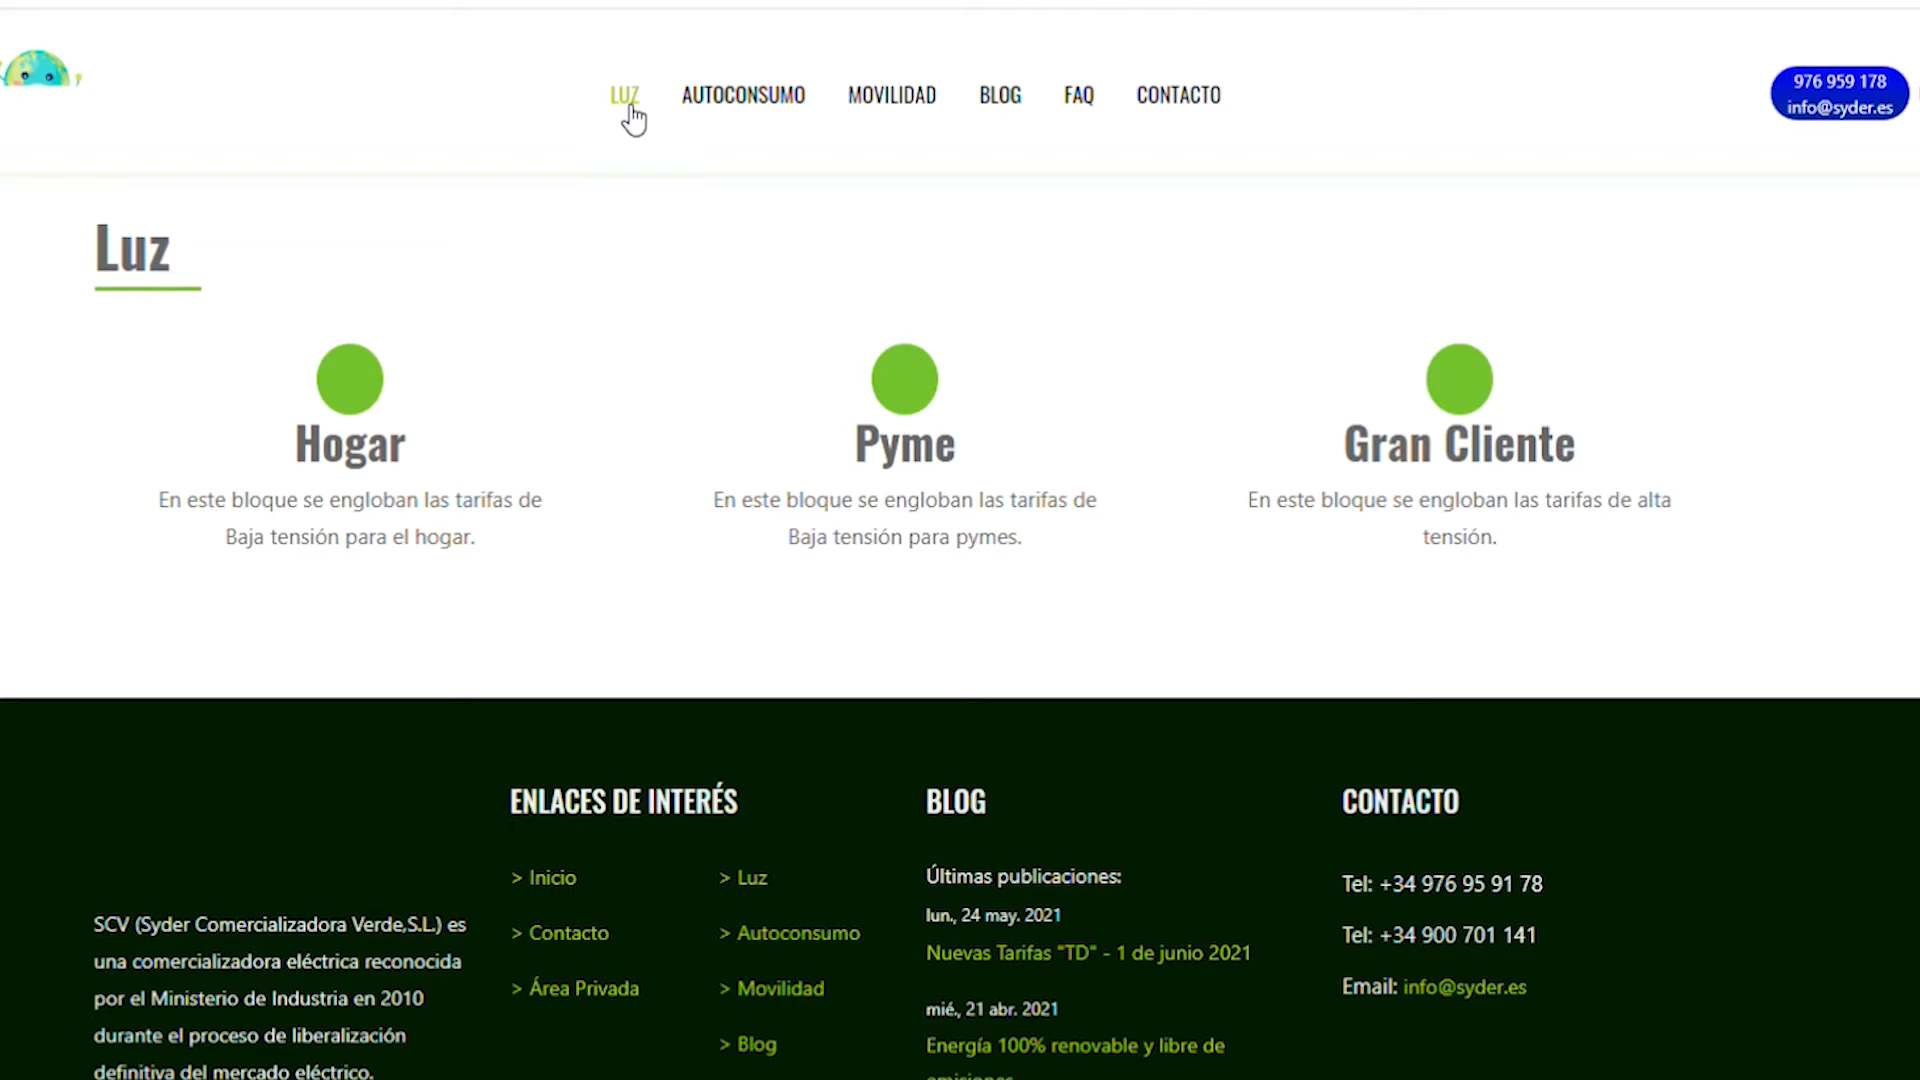 LUZ AUTOCONSUMO MOVILIDAD BLOG FAQ CONTACTO
976 959 178
info@syder.es
Luz
Hogar
En este bloque se engloban las tarifas de
Baja tensión para el hogar.
Pyme
En este bloque se engloban las tarifas de
Baja tensión para pymes.
Gran Cliente
En este bloque se engloban las tarifas de alta
tensión.
SCV (Syder Comercializadora Verde,S.L.) es
una comercializadora eléctrica reconocida
por el Ministerio de Industria en 2010
durante el proceso de liberalización
definitiva del mercado eléctrico.
ENLACES DE INTERÉS
> Inicio
> Contacto
> Área Privada
> Luz
> Autoconsumo
> Movilidad
> Blog
BLOG
Últimas publicaciones:
lun., 24 may. 2021
Nuevas Tarifas "TD" - 1 de junio 2021
mié., 21 abr. 2021
Energía 100% renovable y libre de
CONTACTO
Tel: +34 976 95 91 78
Tel: +34 900 701 141
Email: info@syder.es